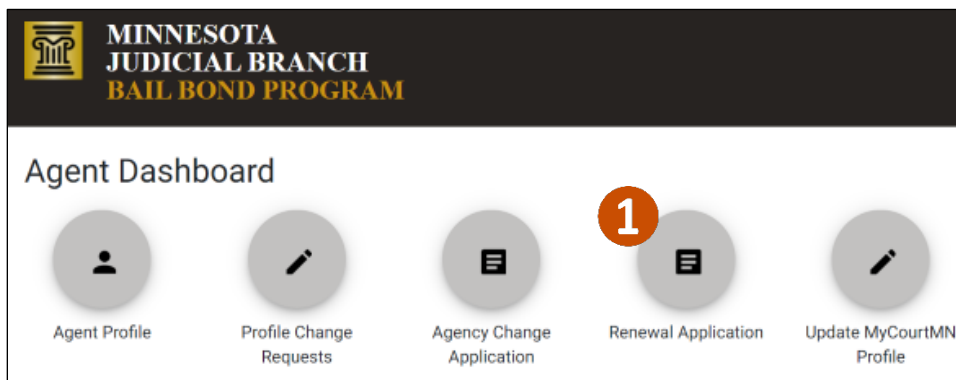 MINNESOTA
JUDICIAL BRANCH
BAIL BOND PROGRAM
Agent Dashboard
1
Agent Profile
Profile Change
Requests
Agency Change
Application
Renewal Application
Update MyCourtMN
Profile